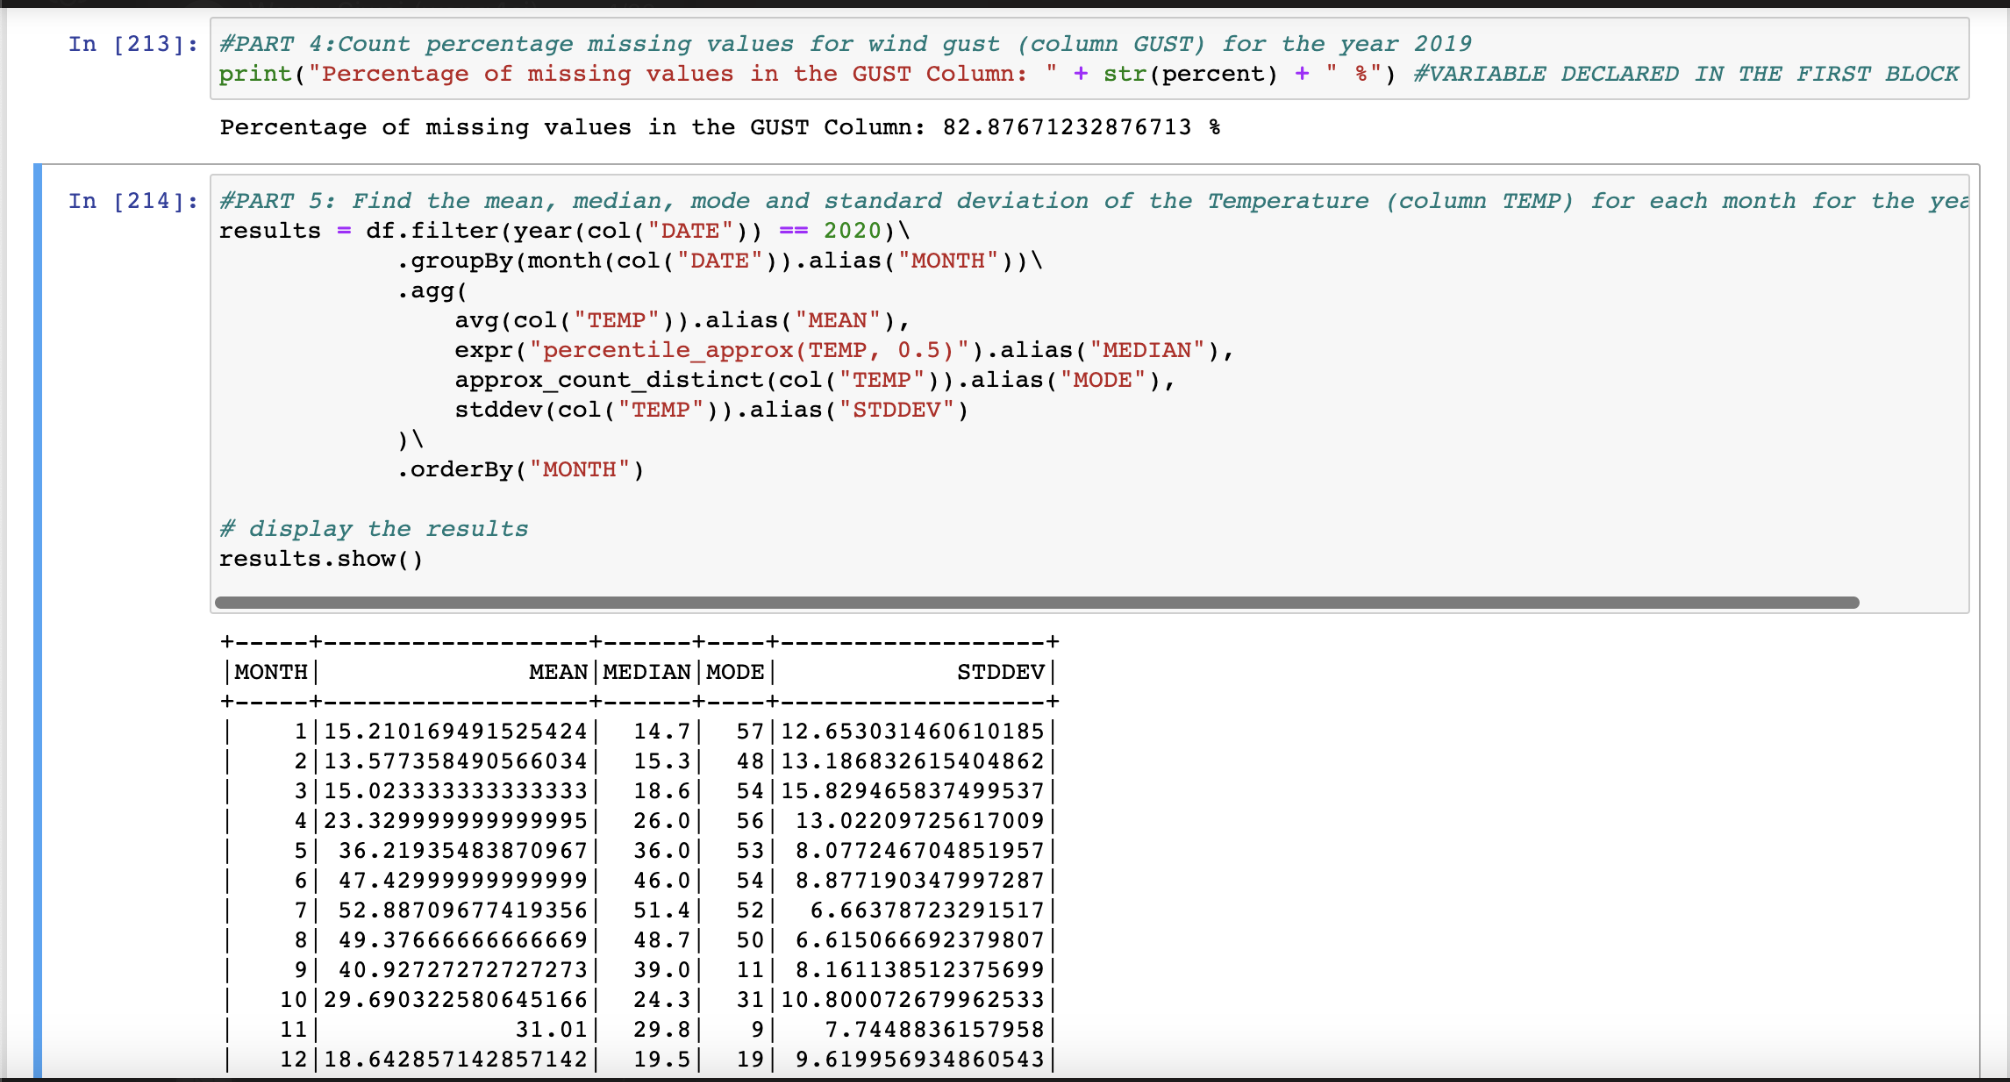 In [213]: #PART 4:Count percentage missing values for wind gust (column GUST) for the year 2019
print("Percentage of missing values in the GUST Column: " + str(percent) + " %") #VARIABLE DECLARED IN THE FIRST BLOCK
Percentage of missing values in the GUST Column: 82.87671232876713 %
In [214]: #PART 5: Find the mean, median, mode and standard deviation of the Temperature (column TEMP) for each month for the yea
results = df.filter(year(col("DATE")) == 2020)\
            .groupBy(month(col("DATE")).alias("MONTH"))\
            .agg(
                avg(col("TEMP")).alias("MEAN"),
                expr("percentile_approx(TEMP, 0.5)").alias("MEDIAN"),
                approx_count_distinct(col("TEMP")).alias("MODE"),
                stddev(col("TEMP")).alias("STDDEV")
            )\
            .orderBy("MONTH")
# display the results
results.show()
+-----+------------------+------+----+------------------+
|MONTH|              MEAN|MEDIAN|MODE|            STDDEV|
+-----+------------------+------+----+------------------+
|    1|15.210169491525424|  14.7|  57|12.653031460610185|
|    2|13.577358490566034|  15.3|  48|13.186832615404862|
|    3|15.023333333333333|  18.6|  54|15.829465837499537|
|    4|23.329999999999995|  26.0|  56| 13.02209725617009|
|    5| 36.21935483870967|  36.0|  53| 8.077246704851957|
|    6| 47.42999999999999|  46.0|  54| 8.877190347997287|
|    7| 52.88709677419356|  51.4|  52|  6.66378723291517|
|    8| 49.37666666666669|  48.7|  50| 6.615066692379807|
|    9| 40.92727272727273|  39.0|  11| 8.161138512375699|
|   10|29.690322580645166|  24.3|  31|10.800072679962533|
|   11|             31.01|  29.8|   9|   7.7448836157958|
|   12|18.642857142857142|  19.5|  19| 9.619956934860543|